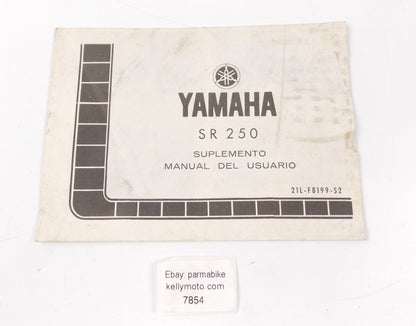 YAMAHA
SR 250
SUPLEMENTO
MANUAL DEL USUARIO
21L-F8199-S2
Ebay. parmabike
kellymoto.com
7854